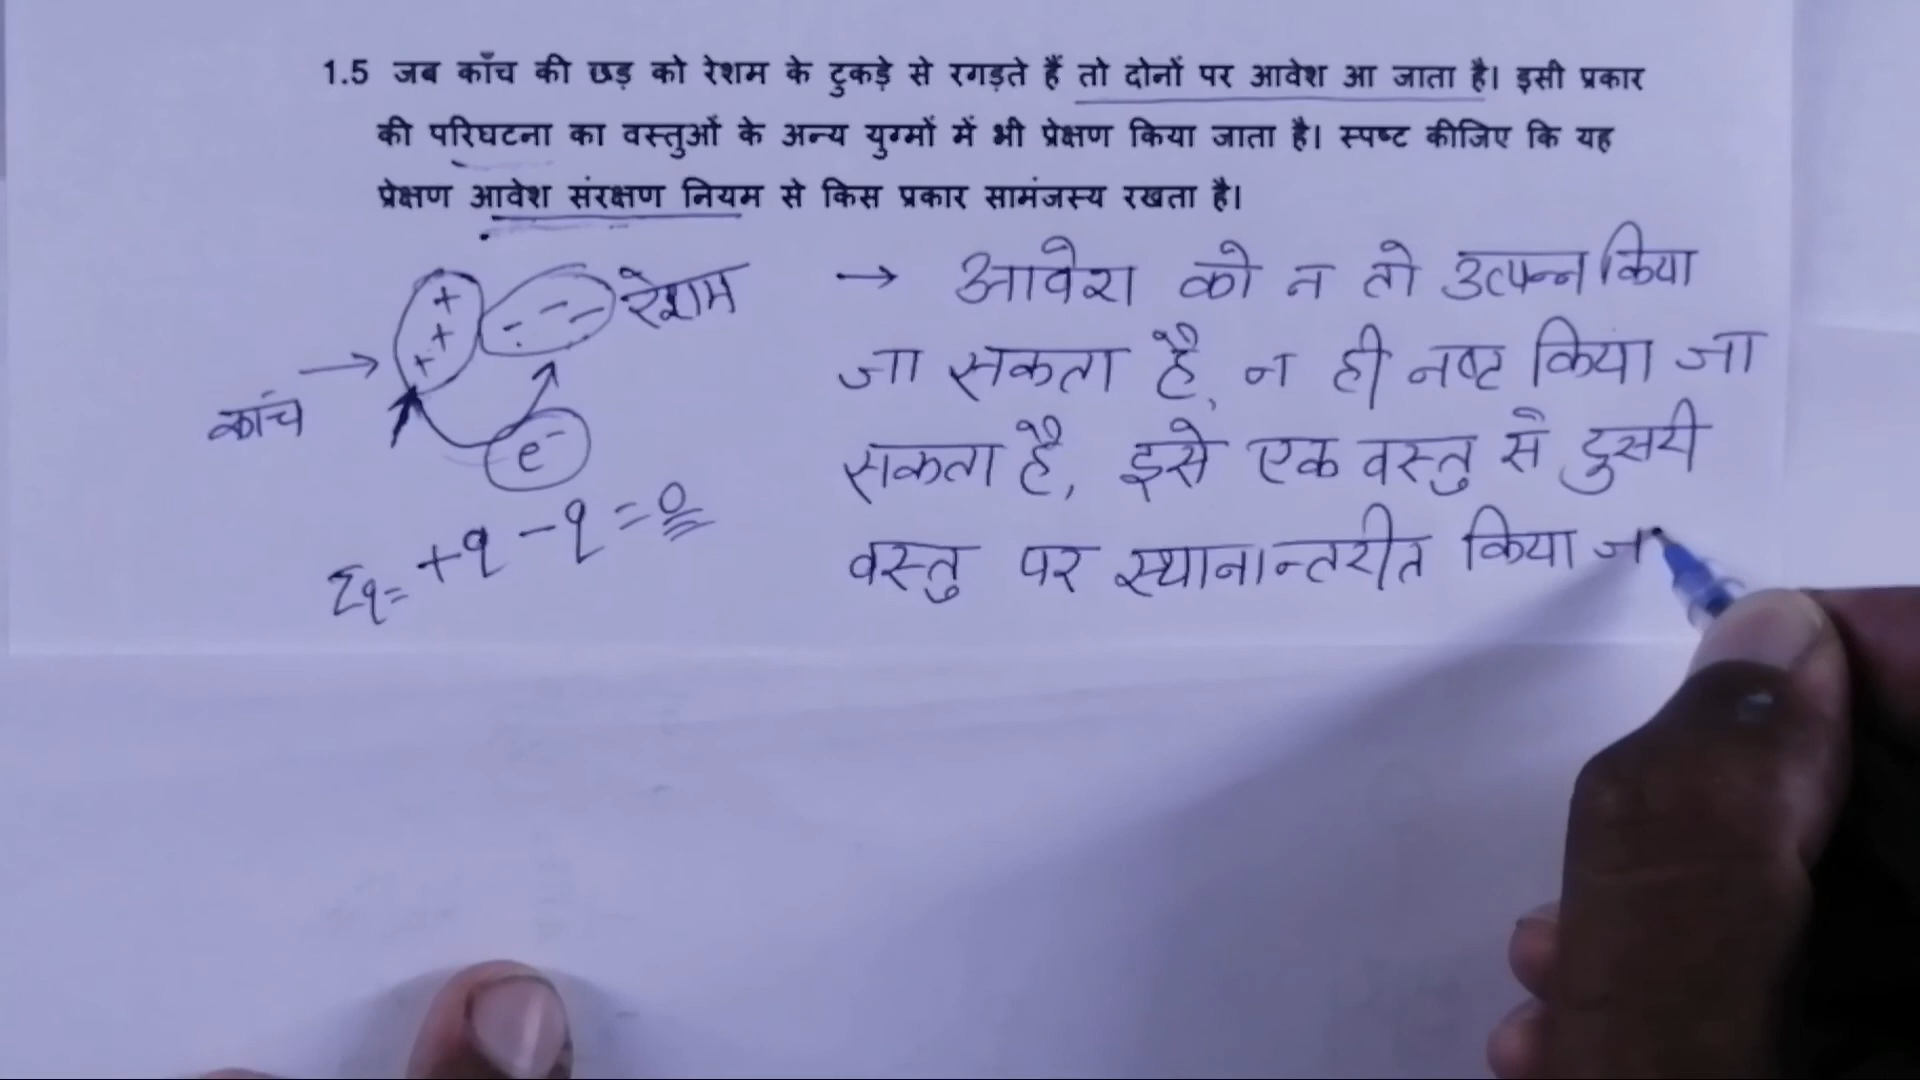 1.5 जब काँच की छड़ को रेशम के टुकड़े से रगड़ते हैं तो दोनों पर आवेश आ जाता है। इसी प्रकार
की परिघटना का वस्तुओं के अन्य युग्मों में भी प्रेक्षण किया जाता है। स्पष्ट कीजिए कि यह
प्रेक्षण आवेश संरक्षण नियम से किस प्रकार सामंजस्य रखता है।
+ + + - - - रेशम
→
कांच
e⁻
Σq = +q - q = 0
→ आवेश को न तो उत्पन्न किया
जा सकता है, न ही नष्ट किया जा
सकता है, इसे एक वस्तु से दुसरी
वस्तु पर स्थानान्तरीत किया ज